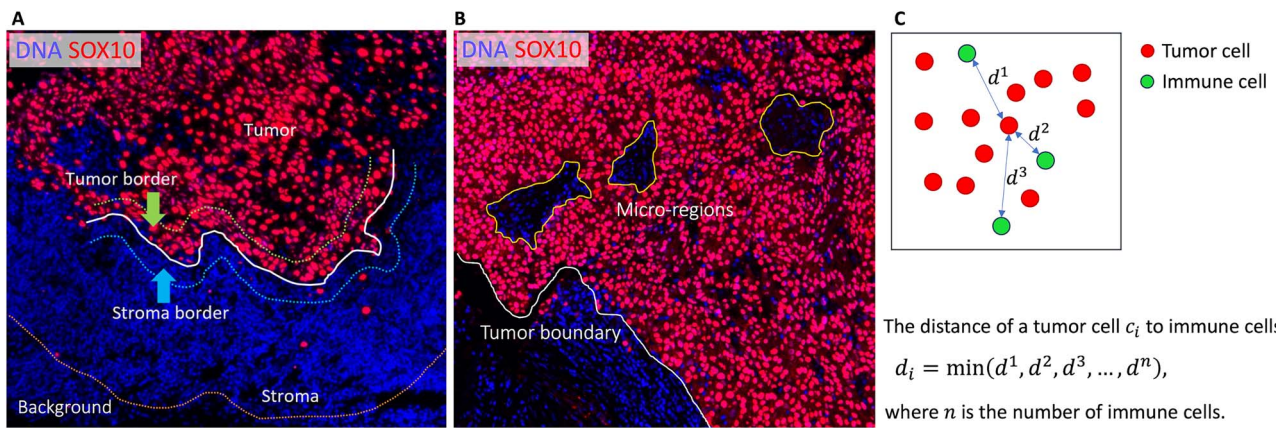 A
DNA SOX10
Tumor
Tumor border
Stroma border
Stroma
Background
B
DNA SOX10
Micro-regions
Tumor boundary
C
d¹
d²
d³
Tumor cell
Immune cell
The distance of a tumor cell cᵢ to immune cells
dᵢ = min(d¹, d², d³, ..., dⁿ),
where n is the number of immune cells.